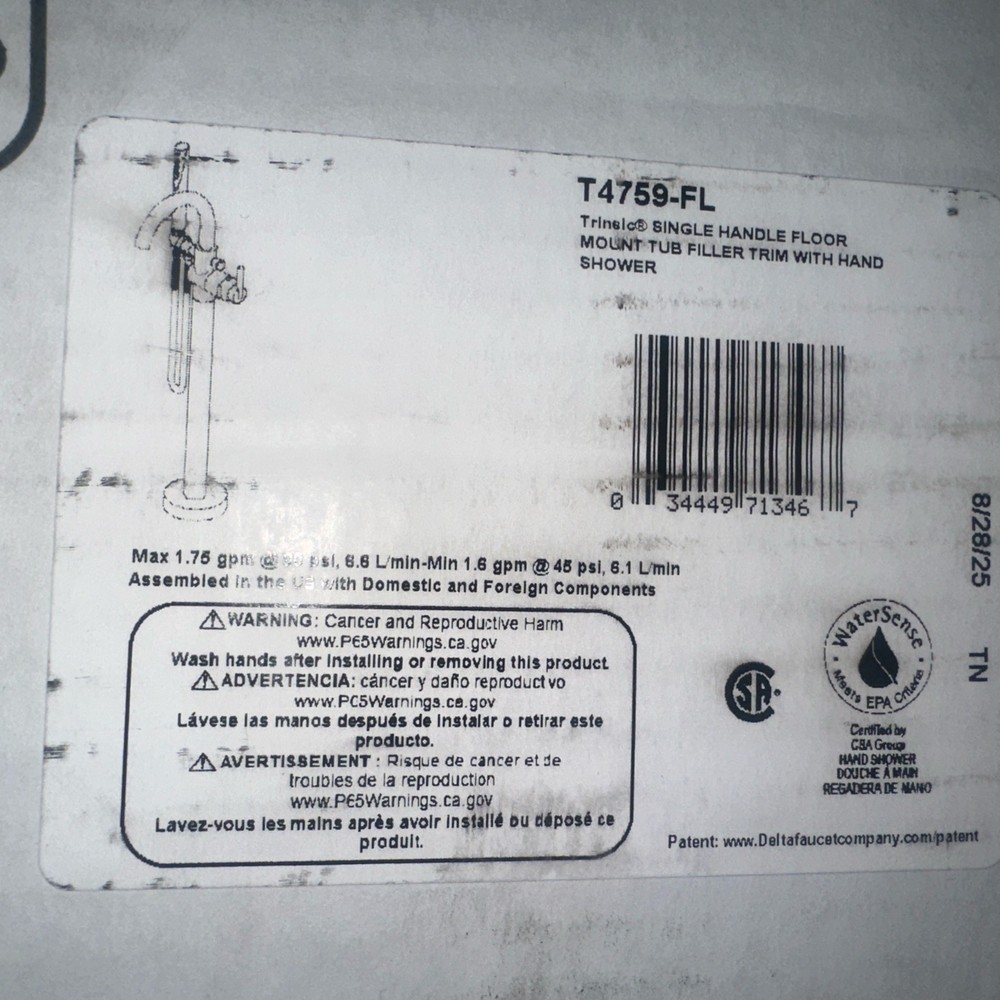 T4759-FL
Trinsic® SINGLE HANDLE FLOOR
MOUNT TUB FILLER TRIM WITH HAND
SHOWER
0 34449 71346 7
Max 1.75 gpm @ psi, 6.6 L/min-Min 1.6 gpm @ 45 psi, 6.1 L/min
Assembled in the with Domestic and Foreign Components
⚠ WARNING: Cancer and Reproductive Harm
www.P65Warnings.ca.gov
Wash hands after installing or removing this product.
⚠ ADVERTENCIA: cáncer y daño reproductivo
www.P65Warnings.ca.gov
Lávese las manos después de instalar o retirar este
producto.
⚠ AVERTISSEMENT : Risque de cancer et de
troubles de la reproduction
www.P65Warnings.ca.gov
Lavez-vous les mains après avoir installé ou déposé ce
produit.
SA
WaterSense
Meets EPA Criteria
Certified by
CSA Group
HAND SHOWER
DOUCHE À MAIN
REGADERA DE MANO
Patent: www.Deltafaucetcompany.com/patent
8/28/25 TN